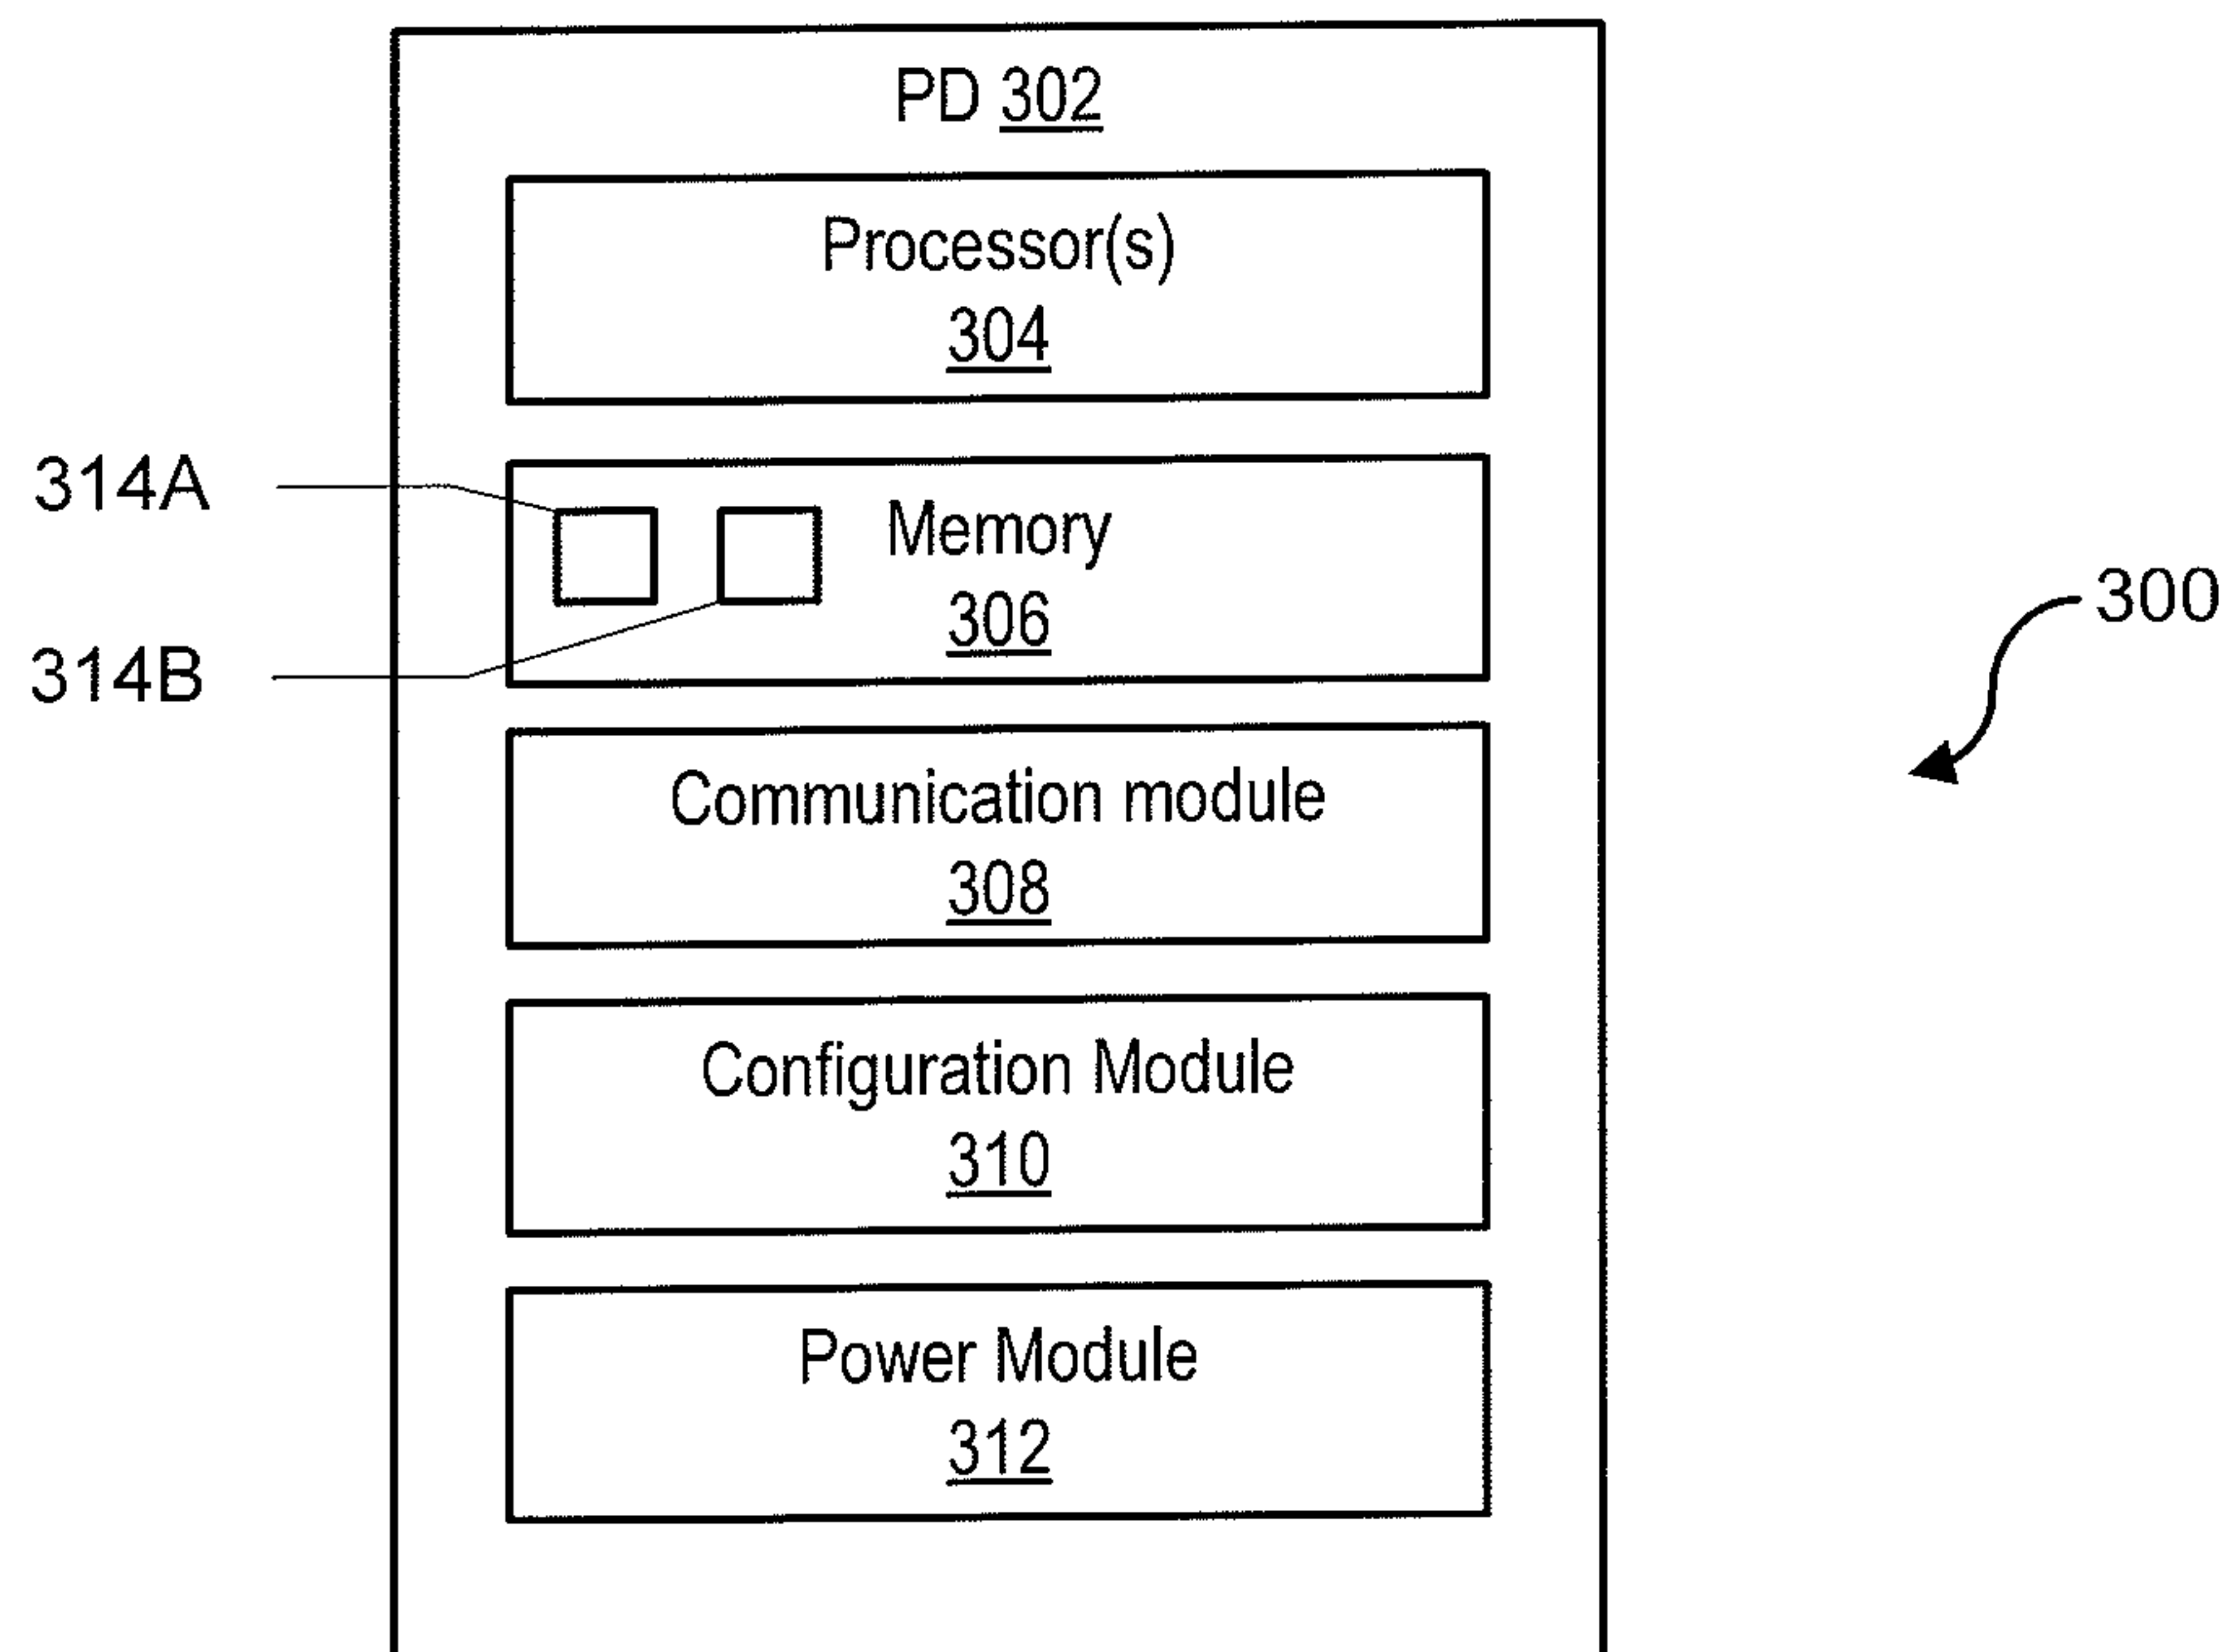 PD 302
Processor(s)
304
314A
Memory
306
300
314B
Communication module
308
Configuration Module
310
Power Module
312